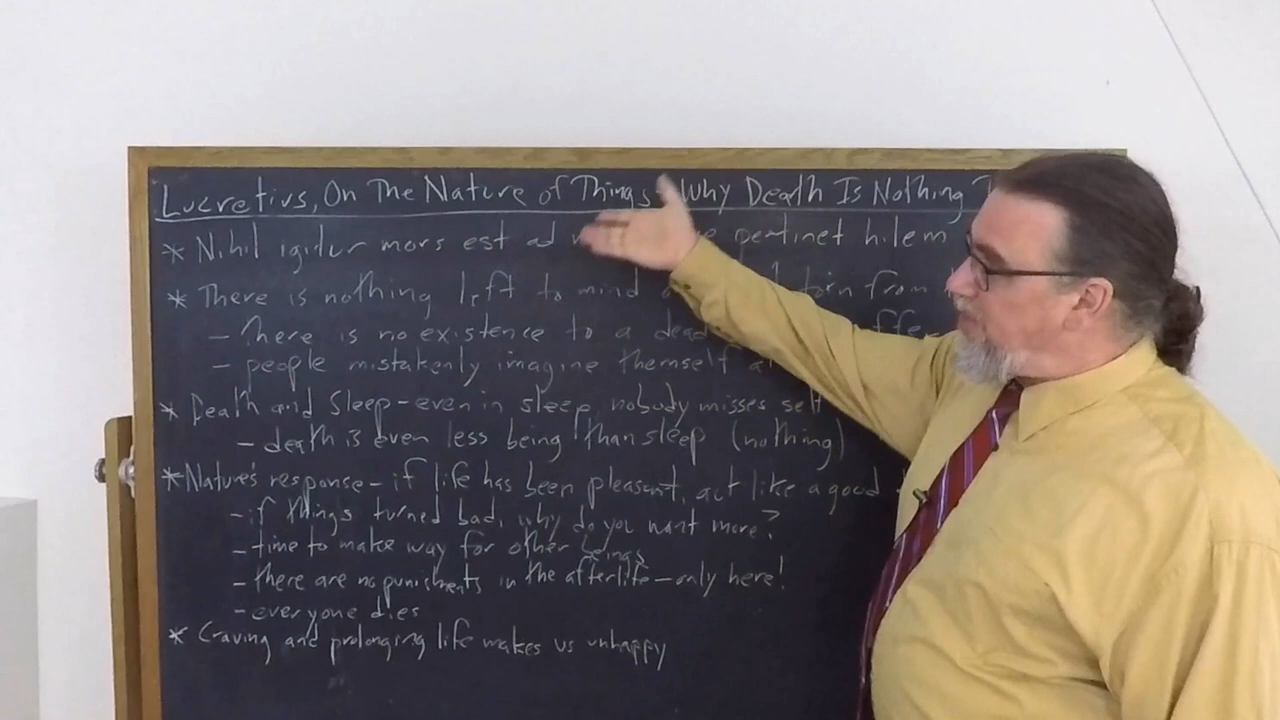 Lucretius, On The Nature of Things - Why Death Is Nothing
* Nihil igitur mors est ad pertinet hilem
* There is nothing left to mind torn from
- there is no existence to a dead
- people mistakenly imagine themself
* Death and Sleep - even in sleep, nobody misses self
- death is even less being than sleep (nothing)
* Nature's response - if life has been pleasant, act like a good
- if things turned bad, why do you want more?
- time to make way for other beings
- there are no punishments in the afterlife - only here!
- everyone dies
* Craving and prolonging life makes us unhappy